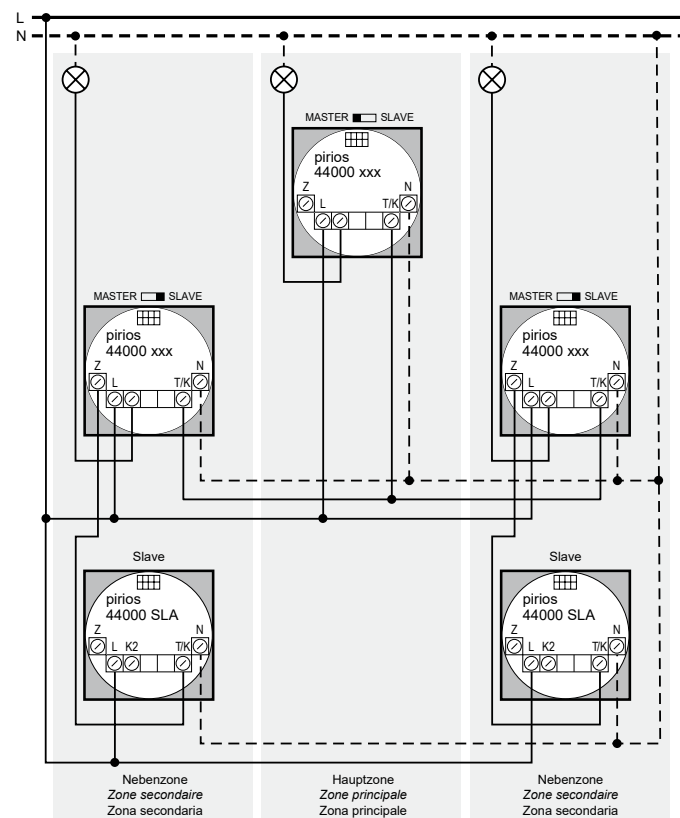 L
N
MASTER SLAVE
pirios
44000 xxx
Z
L
T/K
N
MASTER SLAVE
pirios
44000 xxx
Z
L
T/K
N
MASTER SLAVE
pirios
44000 xxx
Z
L
T/K
N
Slave
pirios
44000 SLA
Z
L K2
T/K
N
Slave
pirios
44000 SLA
Z
L K2
T/K
N
Nebenzone
Zone secondaire
Zona secondaria
Hauptzone
Zone principale
Zona principale
Nebenzone
Zone secondaire
Zona secondaria